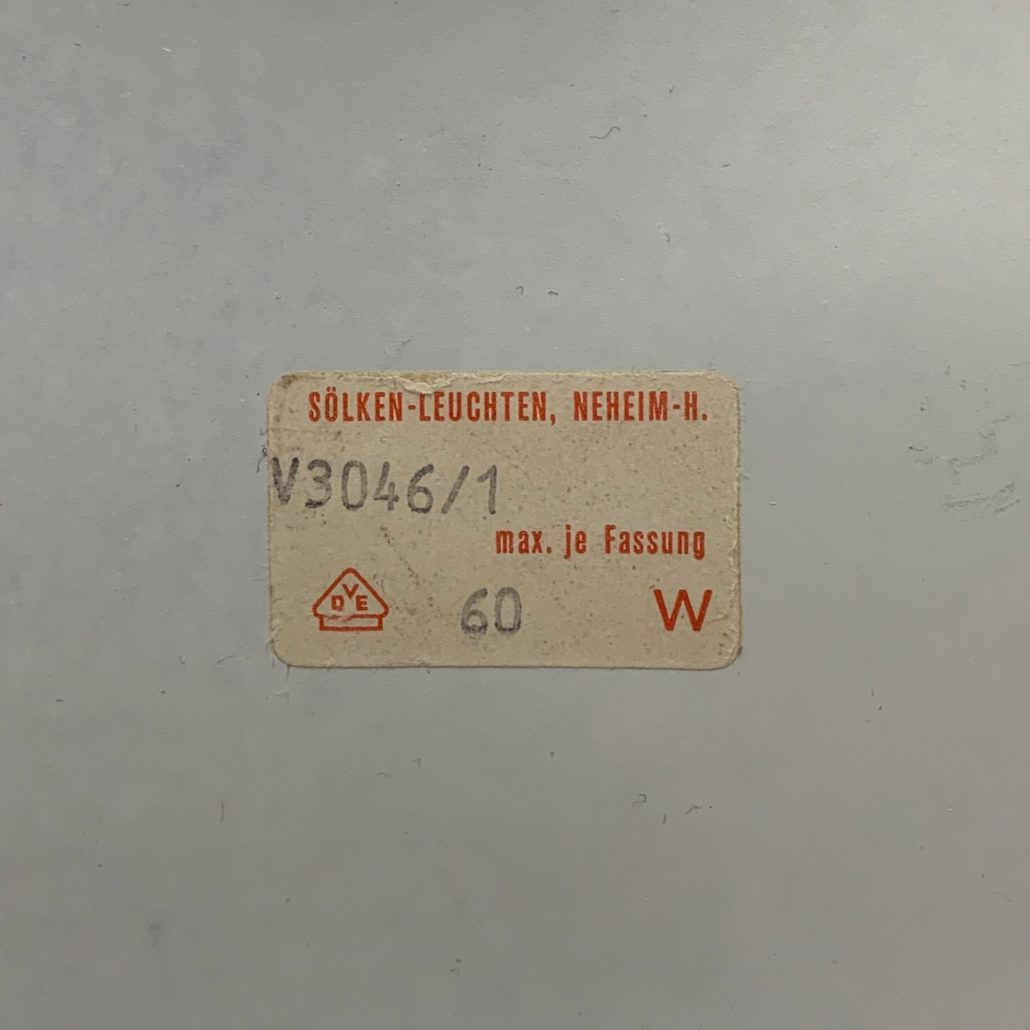 SÖLKEN-LEUCHTEN, NEHEIM-H.
V3046/1
max. je Fassung
VDE 60 W